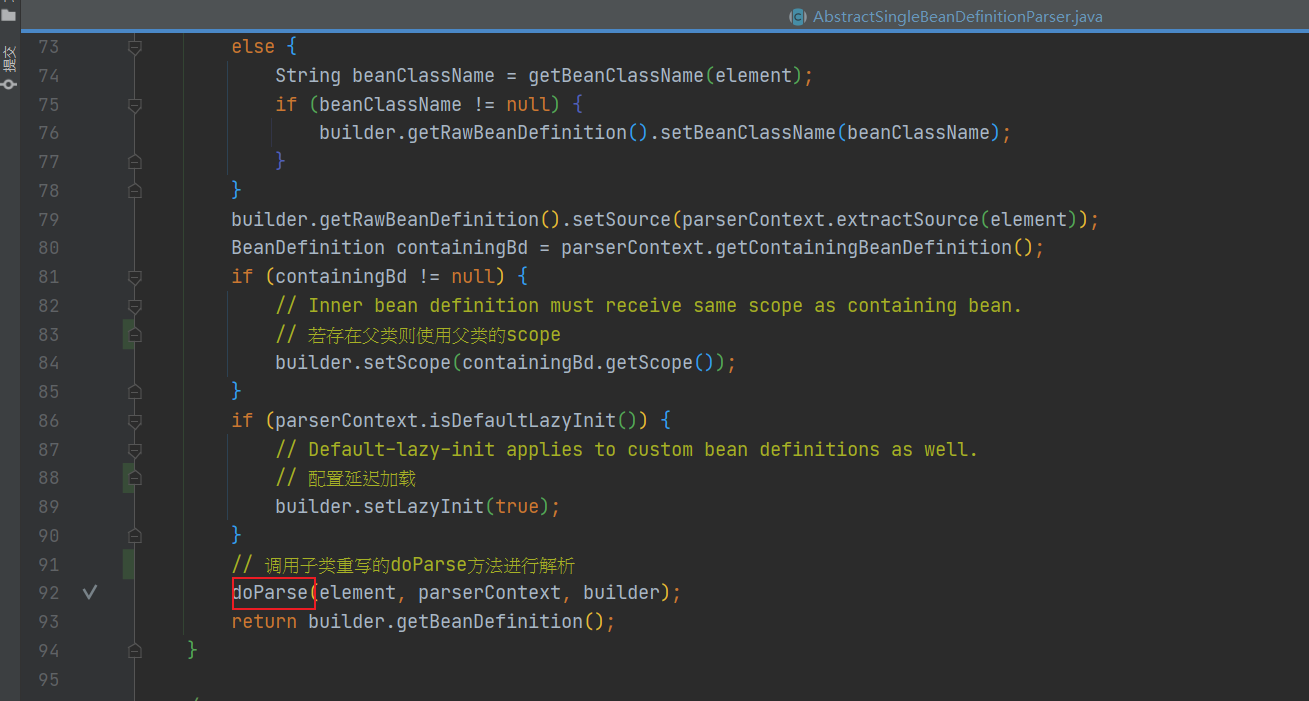 AbstractSingleBeanDefinitionParser.java
提交
73 else {
74 String beanClassName = getBeanClassName(element);
75 if (beanClassName != null) {
76 builder.getRawBeanDefinition().setBeanClassName(beanClassName);
77 }
78 }
79 builder.getRawBeanDefinition().setSource(parserContext.extractSource(element));
80 BeanDefinition containingBd = parserContext.getContainingBeanDefinition();
81 if (containingBd != null) {
82 // Inner bean definition must receive same scope as containing bean.
83 // 若存在父类则使用父类的scope
84 builder.setScope(containingBd.getScope());
85 }
86 if (parserContext.isDefaultLazyInit()) {
87 // Default-lazy-init applies to custom bean definitions as well.
88 // 配置延迟加载
89 builder.setLazyInit(true);
90 }
91 // 调用子类重写的doParse方法进行解析
92 doParse(element, parserContext, builder);
93 return builder.getBeanDefinition();
94 }
95